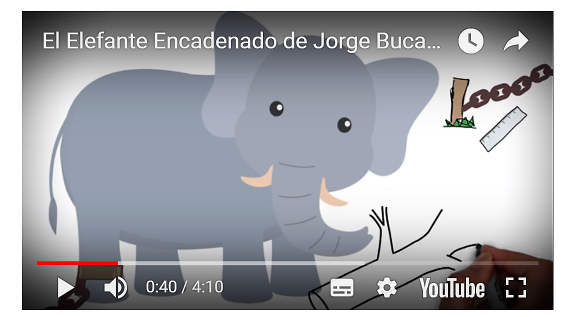 El Elefante Encadenado de Jorge Buca...
0:40 / 4:10
YouTube